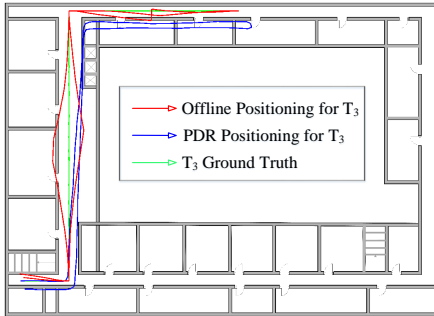 Offline Positioning for T₃
PDR Positioning for T₃
T₃ Ground Truth